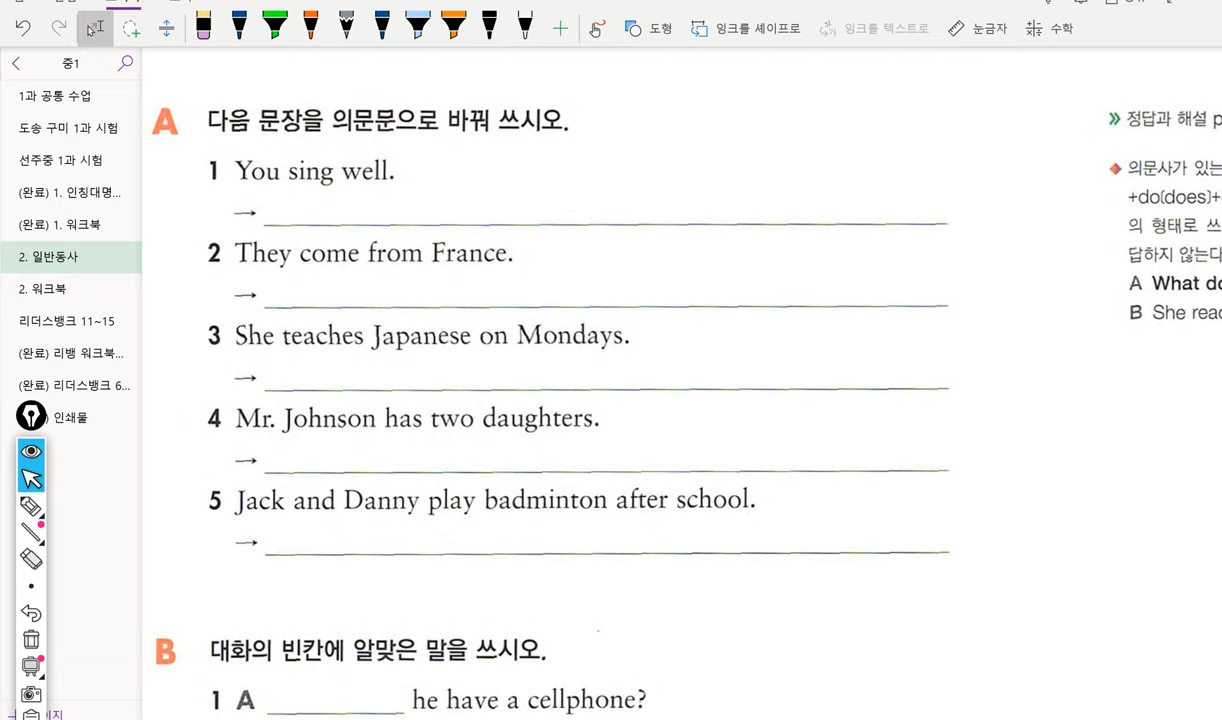 도형
잉크를 셰이프로
잉크를 텍스트로
눈금자
수학
중1
1과 공통 수업
도송 구미 1과 시험
선주중 1과 시험
(완료) 1. 인칭대명...
(완료) 1. 워크북
2. 일반동사
2. 워크북
리더스뱅크 11~15
(완료) 리뱅 워크북...
(완료) 리더스뱅크 6...
인쇄물
A 다음 문장을 의문문으로 바꿔 쓰시오.
1 You sing well.
→
2 They come from France.
→
3 She teaches Japanese on Mondays.
→
4 Mr. Johnson has two daughters.
→
5 Jack and Danny play badminton after school.
→
B 대화의 빈칸에 알맞은 말을 쓰시오.
1 A he have a cellphone?
정답과 해설 p
의문사가 있는
+do(does)+
의 형태로 쓰
답하지 않는다
A What do
B She read